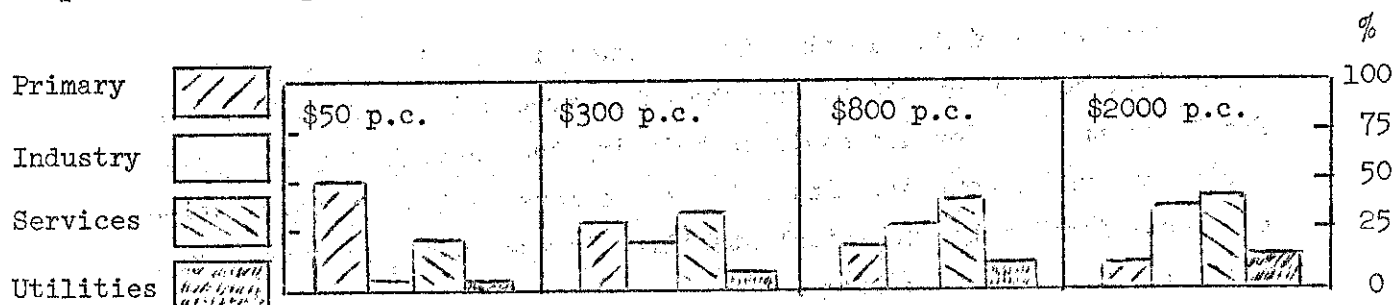 %
Primary
Industry
Services
Utilities
$50 p.c.
$300 p.c.
$800 p.c.
$2000 p.c.
100
75
50
25
0